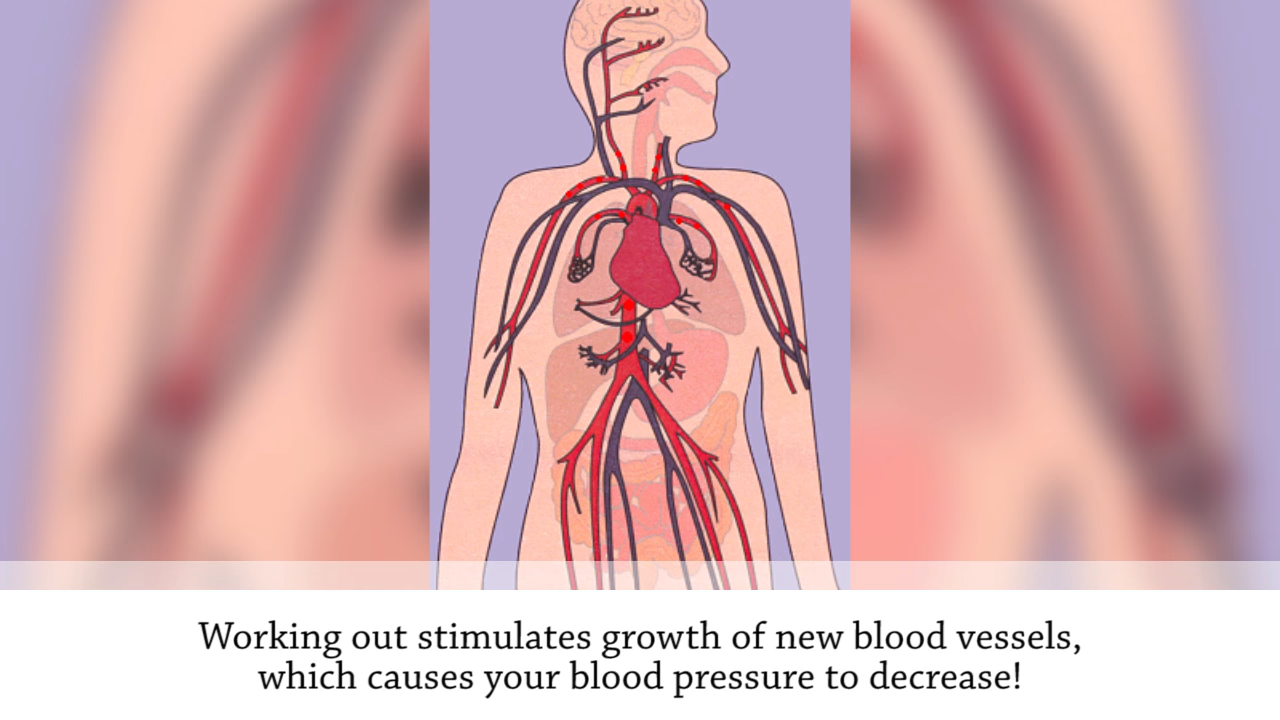 Working out stimulates growth of new blood vessels,
which causes your blood pressure to decrease!